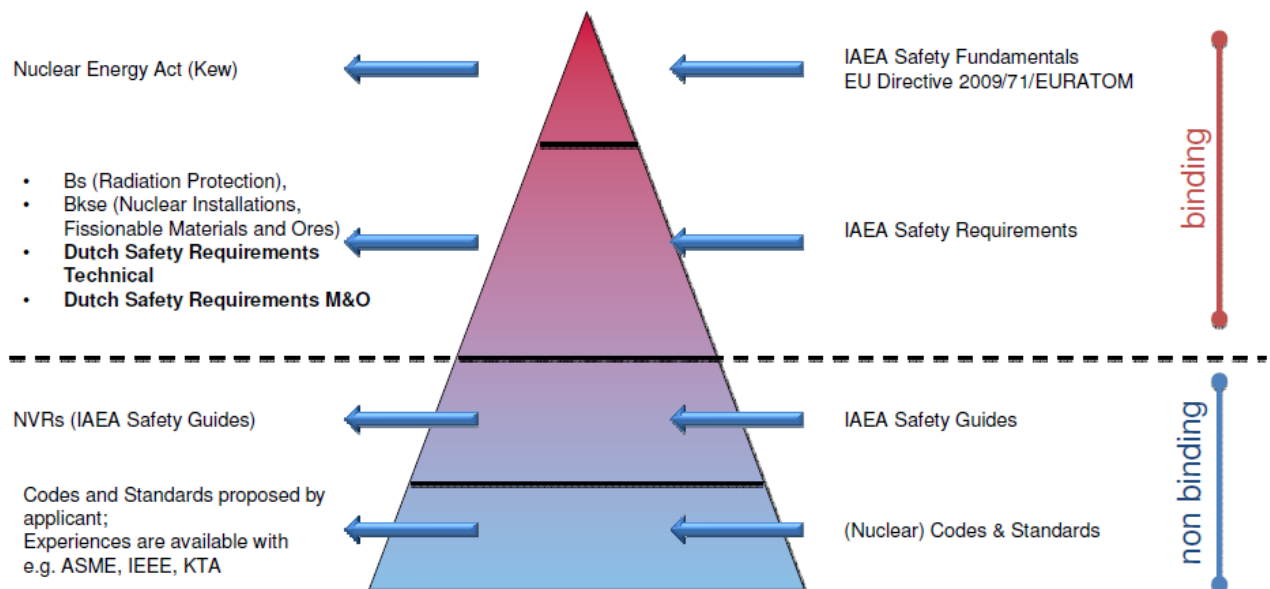 Nuclear Energy Act (Kew)
IAEA Safety Fundamentals
EU Directive 2009/71/EURATOM
binding
• Bs (Radiation Protection),
• Bkse (Nuclear Installations,
Fissionable Materials and Ores)
• Dutch Safety Requirements
Technical
• Dutch Safety Requirements M&O
IAEA Safety Requirements
NVRs (IAEA Safety Guides)
IAEA Safety Guides
non binding
Codes and Standards proposed by
applicant;
Experiences are available with
e.g. ASME, IEEE, KTA
(Nuclear) Codes & Standards